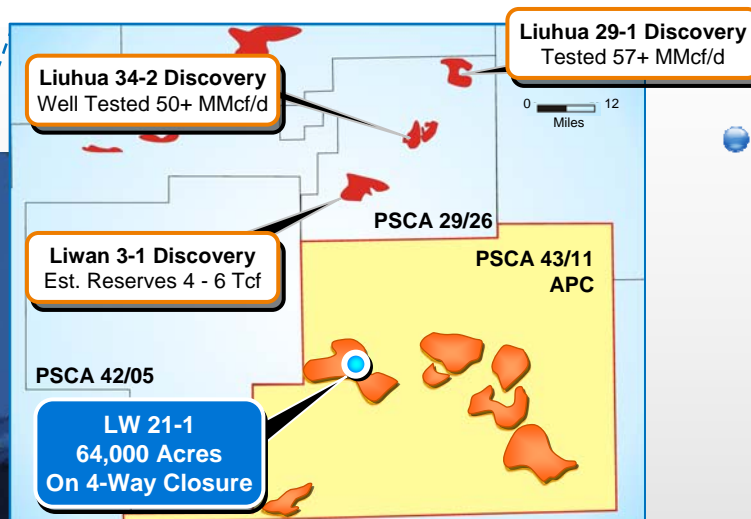 Liuhua 29-1 Discovery
Tested 57+ MMcf/d
Liuhua 34-2 Discovery
Well Tested 50+ MMcf/d
0 12
Miles
PSCA 29/26
Liwan 3-1 Discovery
Est. Reserves 4 - 6 Tcf
PSCA 43/11
APC
PSCA 42/05
LW 21-1
64,000 Acres
On 4-Way Closure